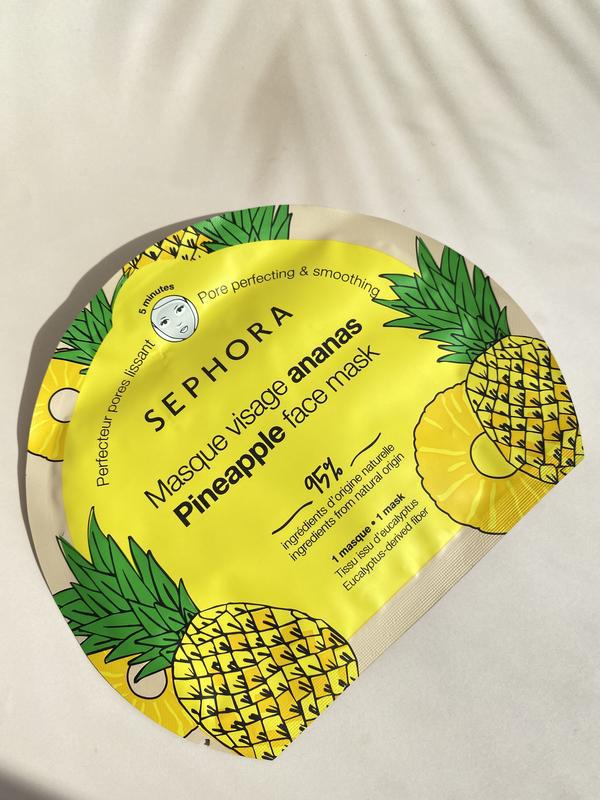 5 minutes
Pore perfecting & smoothing
Perfecteur pores lissant
SEPHORA
Masque visage ananas
Pineapple face mask
95%
ingrédients d'origine naturelle
ingredients from natural origin
1 masque • 1 mask
Tissu issu d'eucalyptus
Eucalyptus-derived fiber